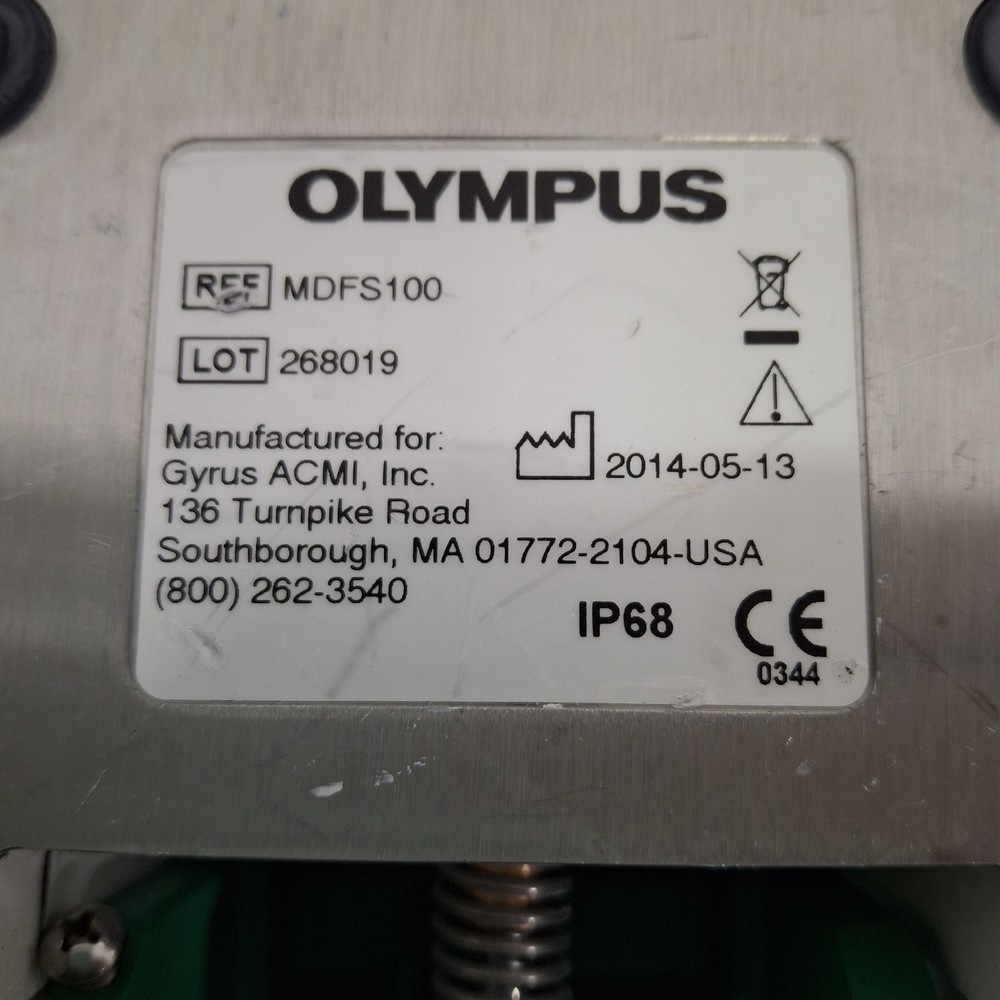 OLYMPUS
REF MDFS100
LOT 268019
Manufactured for:
Gyrus ACMI, Inc.
2014-05-13
136 Turnpike Road
Southborough, MA 01772-2104-USA
(800) 262-3540
IP68
CE
0344